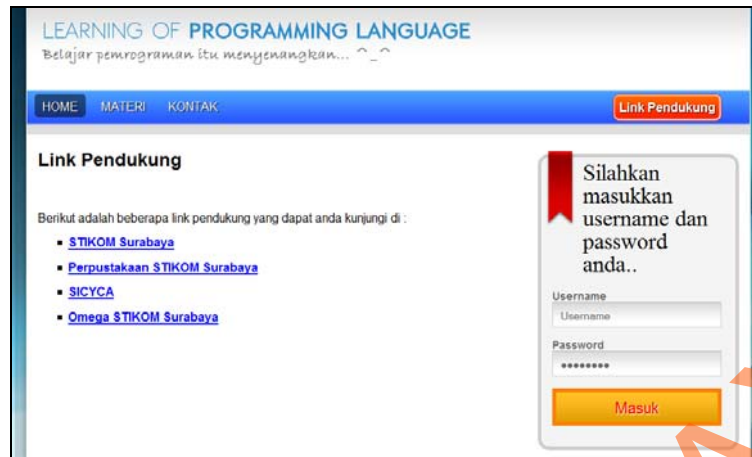 LEARNING OF PROGRAMMING LANGUAGE
Belajar pemrograman itu menyenangkan... ^_^
HOME MATERI KONTAK
Link Pendukung
Link Pendukung
Berikut adalah beberapa link pendukung yang dapat anda kunjungi di :
STIKOM Surabaya
Perpustakaan STIKOM Surabaya
SICYCA
Omega STIKOM Surabaya
Silahkan
masukkan
username dan
password
anda..
Username
Username
Password
••••••••
Masuk